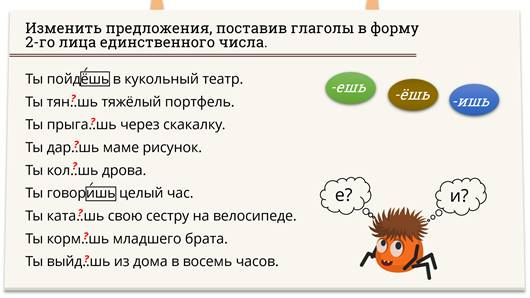 Изменить предложения, поставив глаголы в форму
2-го лица единственного числа.
Ты пойдёшь в кукольный театр.
Ты тян..?шь тяжёлый портфель.
Ты прыга..?шь через скакалку.
Ты дар..?шь маме рисунок.
Ты кол..?шь дрова.
Ты говоришь целый час.
Ты ката..?шь свою сестру на велосипеде.
Ты корм..?шь младшего брата.
Ты выйд..?шь из дома в восемь часов.
-ешь
-ёшь
-ишь
е?
и?